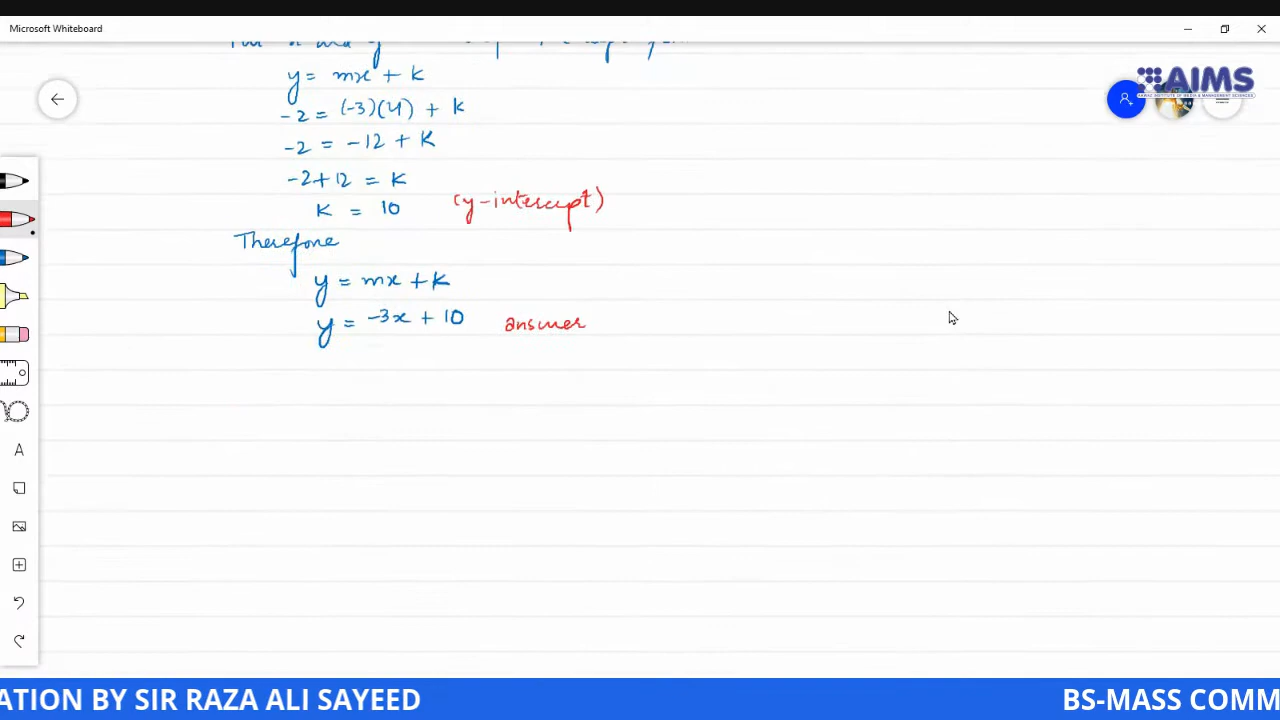 Microsoft Whiteboard
y = mx + k
-2 = (-3)(4) + k
-2 = -12 + k
-2+12 = k
k = 10 (y-intercept)
Therefore
y = mx + k
y = -3x + 10 answer
AIMS
A
ATION BY SIR RAZA ALI SAYEED
BS-MASS COMM